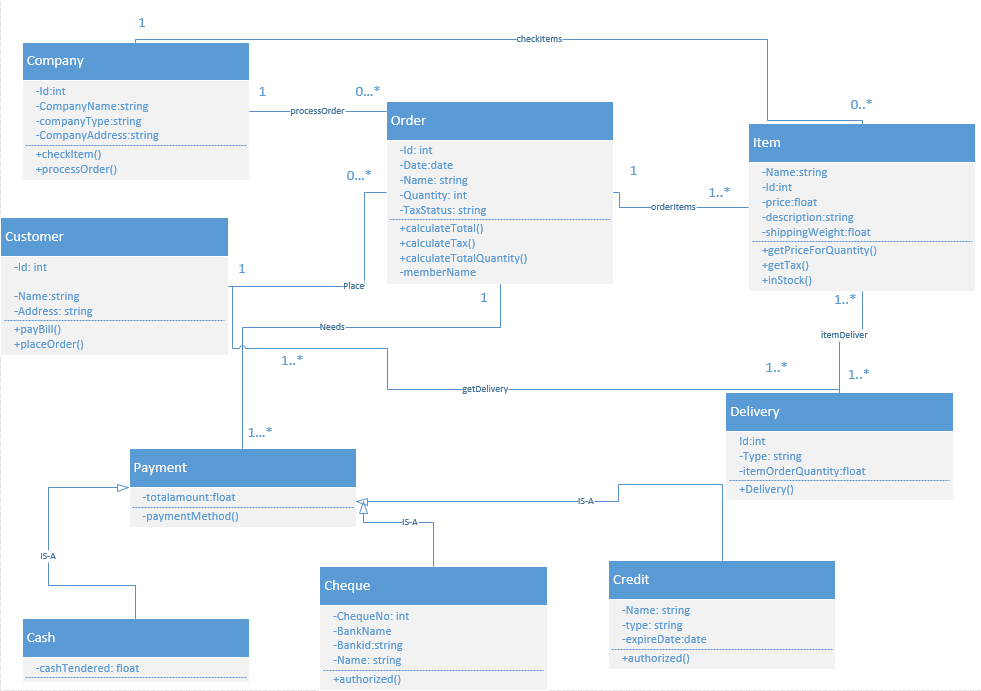 1
checkItems
Company
-Id:int
-CompanyName:string
-companyType:string
-CompanyAddress:string
+checkItem()
+processOrder()
1
0...*
processOrder
Order
-Id: int
-Date:date
-Name: string
-Quantity: int
-TaxStatus: string
+calculateTotal()
+calculateTax()
+calculateTotalQuantity()
-memberName
0..*
Item
-Name:string
-Id:int
-price:float
-description:string
-shippingWeight:float
+getPriceForQuantity()
+getTax()
+inStock()
1
1..*
orderItems
0...*
Customer
-Id: int
-Name:string
-Address: string
+payBill()
+placeOrder()
1
Place
1
Needs
1..*
1..*
itemDeliver
1..*
1..*
getDelivery
1...*
Delivery
Id:int
-Type: string
-itemOrderQuantity:float
+Delivery()
Payment
-totalamount:float
-paymentMethod()
IS-A
IS-A
IS-A
Cash
-cashTendered: float
Cheque
-ChequeNo: int
-BankName
-Bankid:string
-Name: string
+authorized()
Credit
-Name: string
-type: string
-expireDate:date
+authorized()